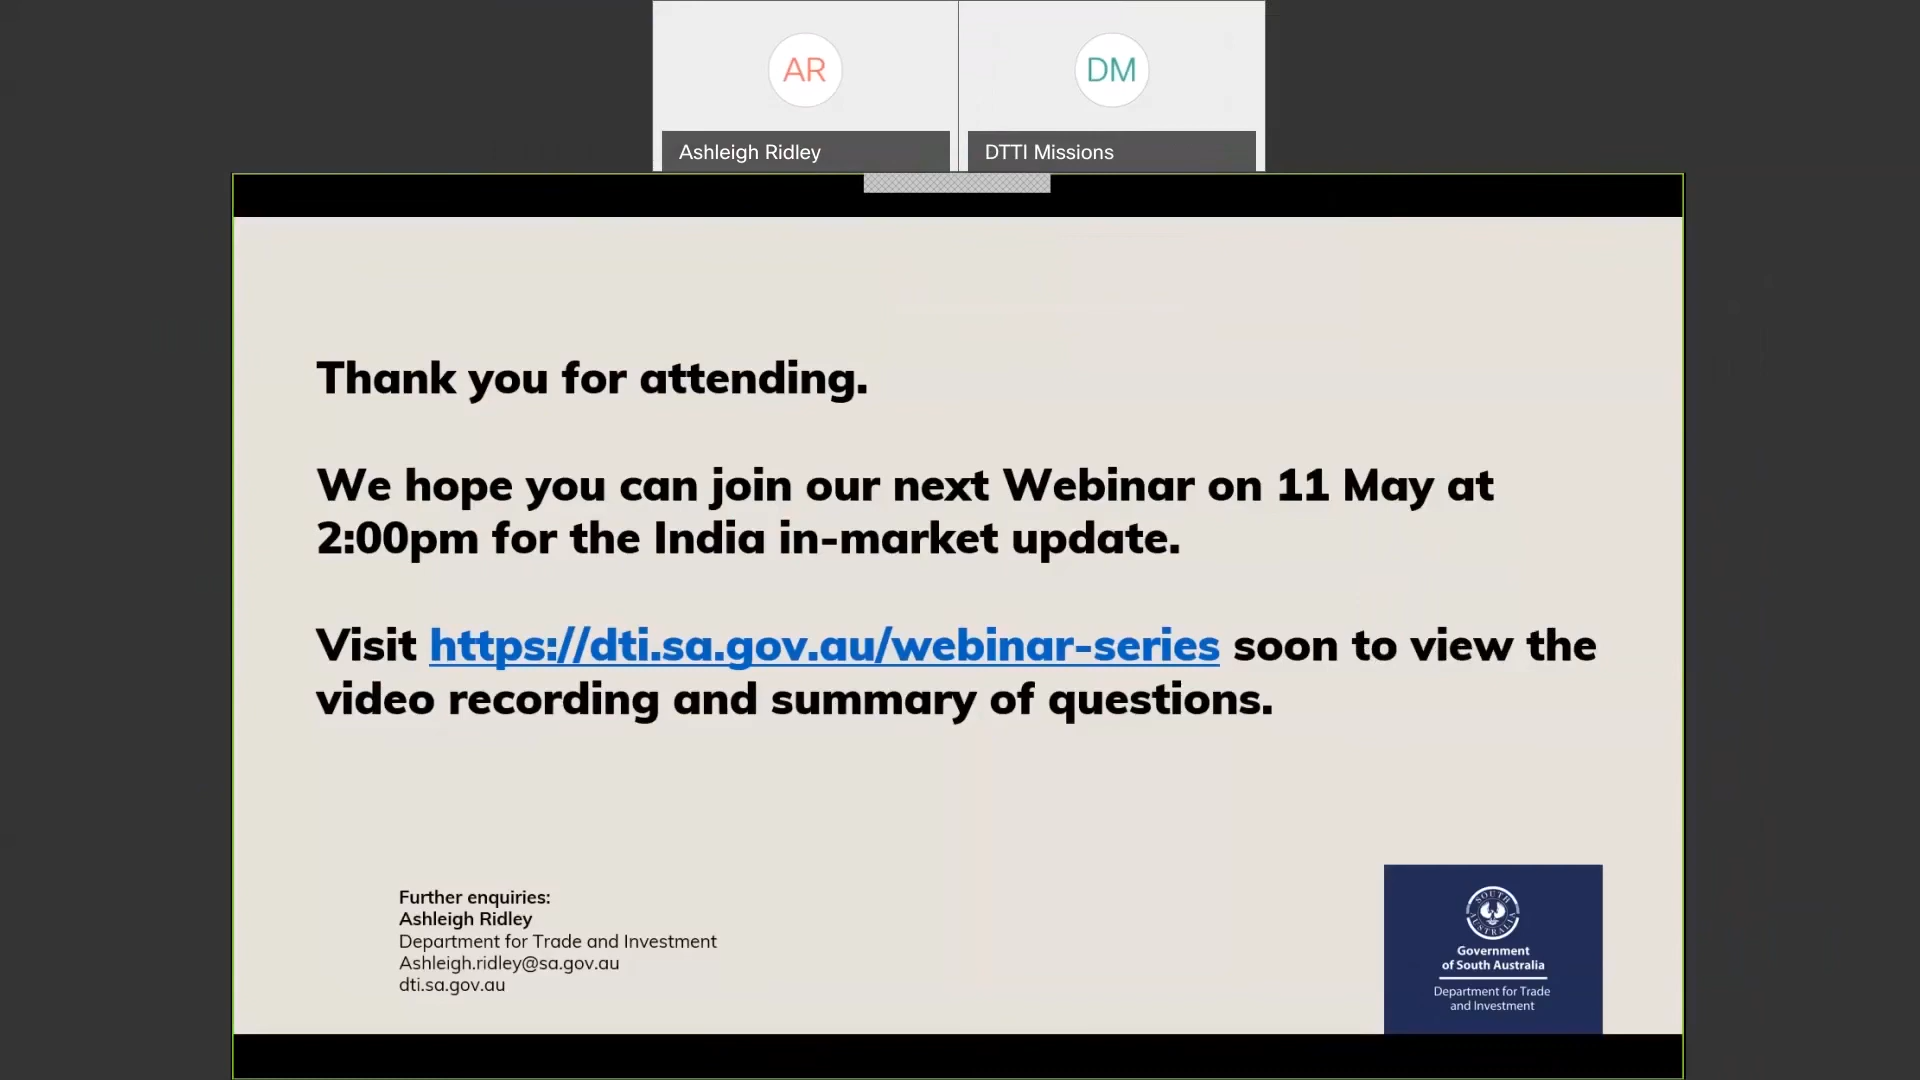 AR
DM
Ashleigh Ridley
DTTI Missions
Thank you for attending.
We hope you can join our next Webinar on 11 May at
2:00pm for the India in-market update.
Visit https://dti.sa.gov.au/webinar-series soon to view the
video recording and summary of questions.
Further enquiries:
Ashleigh Ridley
Department for Trade and Investment
Ashleigh.ridley@sa.gov.au
dti.sa.gov.au
SOUTH
AUSTRALIA
Government
of South Australia
Department for Trade
and Investment